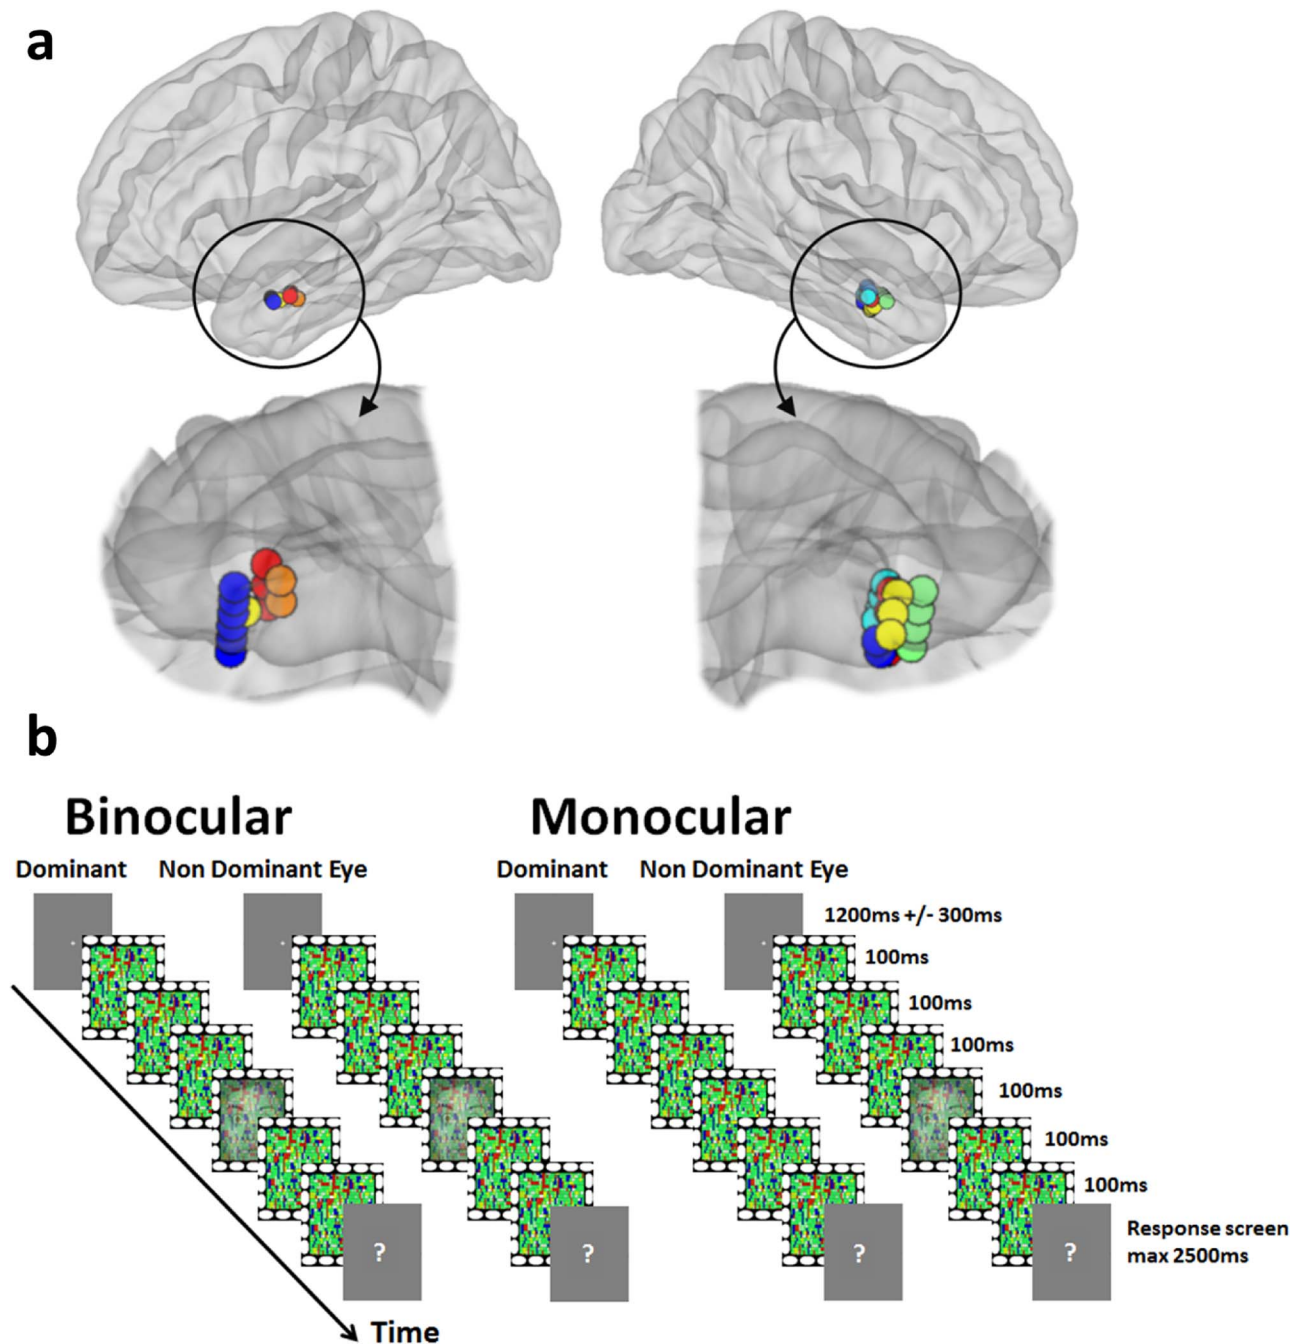 a
b
Binocular
Monocular
Dominant
Non Dominant Eye
Dominant
Non Dominant Eye
1200ms +/- 300ms
100ms
100ms
100ms
100ms
100ms
100ms
?
?
?
?
Response screen
max 2500ms
Time